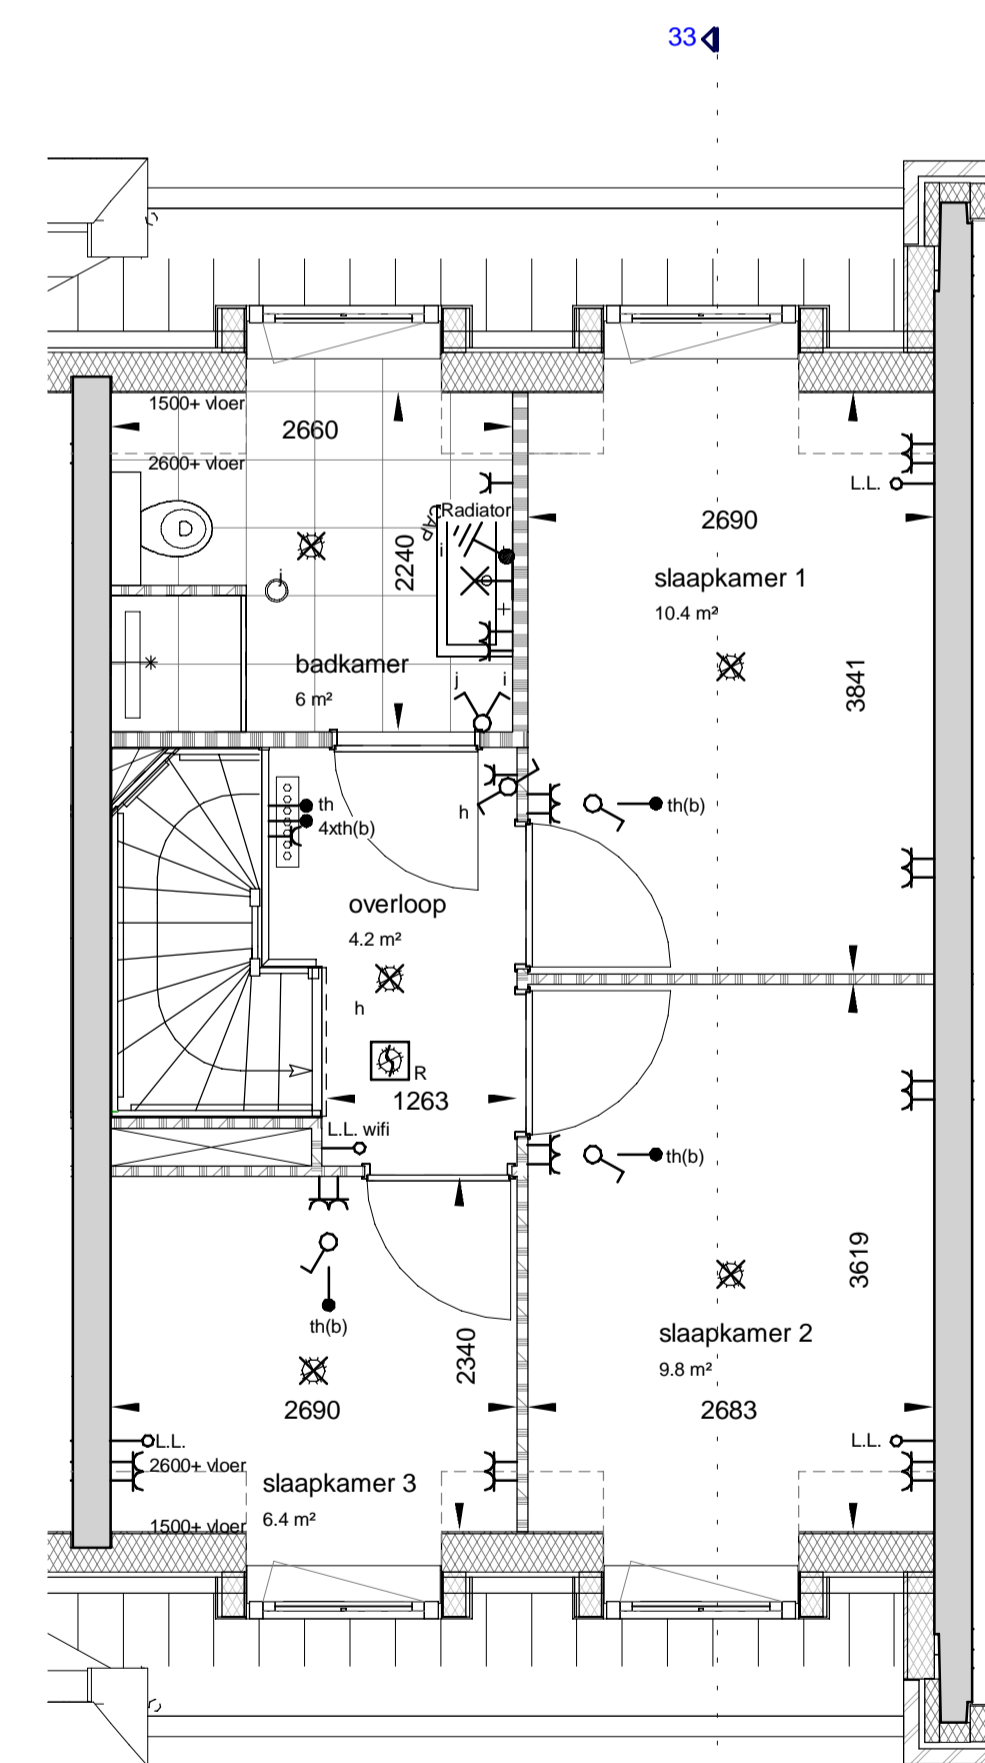 33
1500+ vloer
2660
2600+ vloer
L.L.
Radiator
CAP
2690
2240
slaapkamer 1
10.4 m²
i
j
badkamer
6 m²
3841
j
i
th
4xth(b)
h
th(b)
overloop
4.2 m²
h
R
1263
L.L. wifi
th(b)
3619
th(b)
2340
slaapkamer 2
9.8 m²
2690
2683
L.L.
L.L.
2600+ vloer
slaapkamer 3
6.4 m²
1500+ vloer